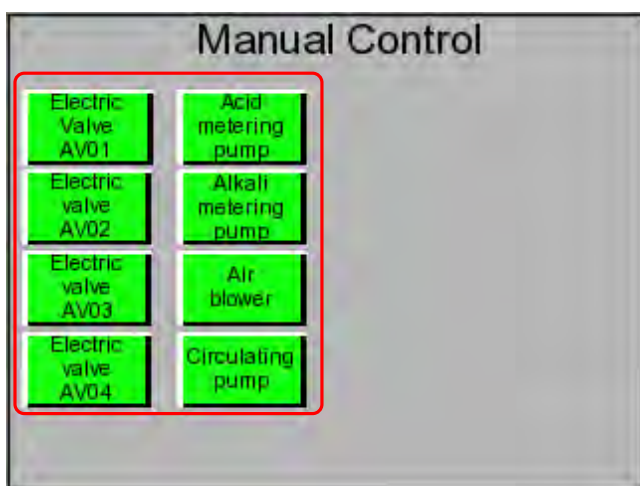 Manual Control
Electric
Valve
AV01
Acid
metering
pump
Electric
valve
AV02
Alkali
metering
pump
Electric
valve
AV03
Air
blower
Electric
valve
AV04
Circulating
pump